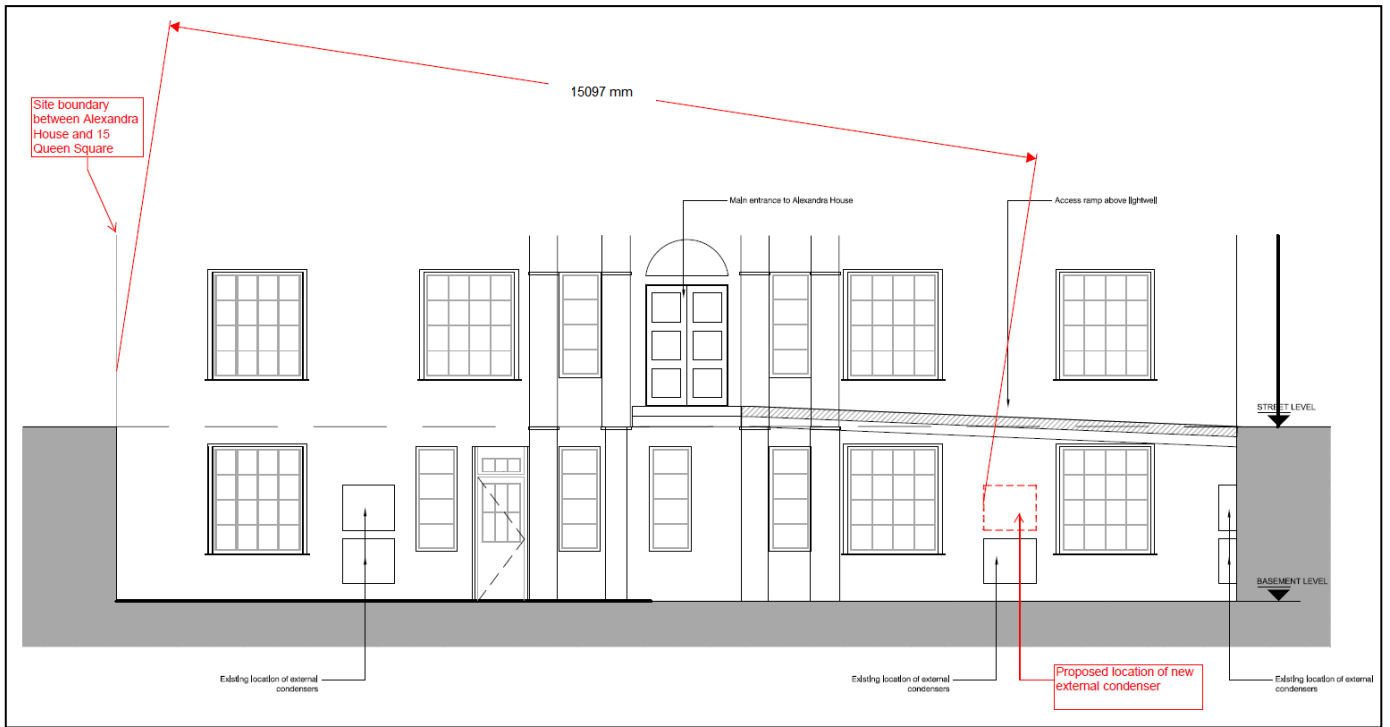 15097 mm
Site boundary
between Alexandra
House and 15
Queen Square
Main entrance to Alexandra House
Access ramp above lightwell
STREET LEVEL
BASEMENT LEVEL
Existing location of external
condensers
Existing location of external
condensers
Proposed location of new
external condenser
Existing location of external
condensers